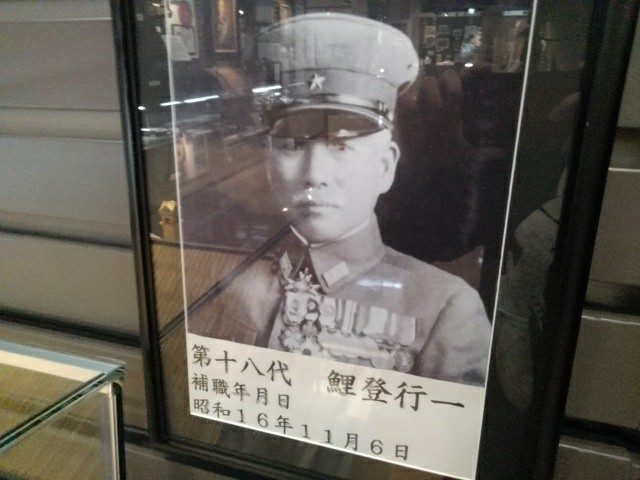 第十八代 鯉登行一
補職年月日
昭和16年11月6日